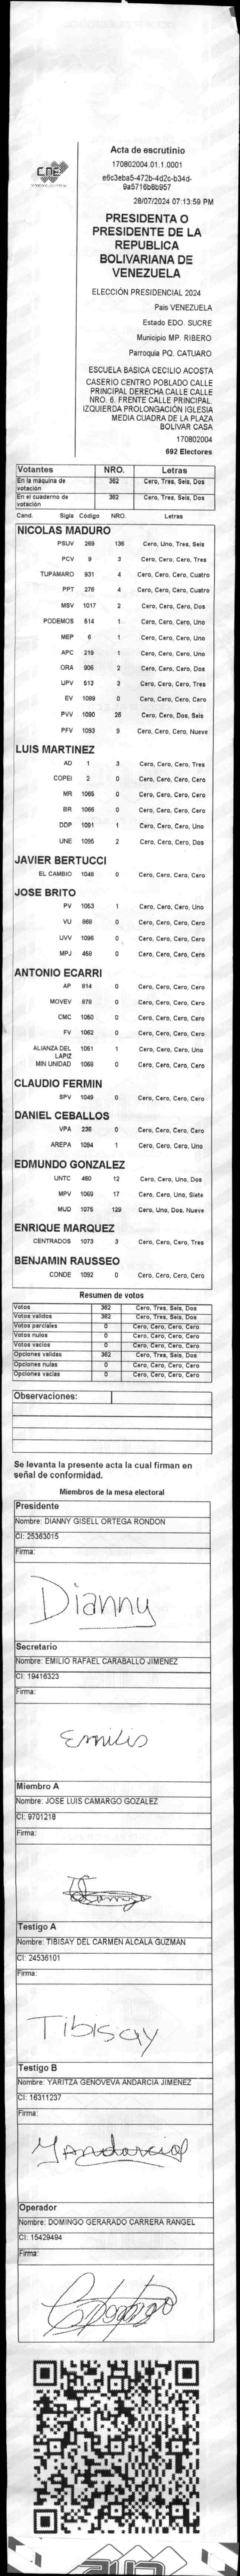 CNE
Acta de escrutinio
170802004.01.1.0001
e6c3eba5-472b-4d2c-b34d-
9a5716b8b957
28/07/2024 07:13:59 PM
PRESIDENTA O
PRESIDENTE DE LA
REPUBLICA
BOLIVARIANA DE
VENEZUELA
ELECCIÓN PRESIDENCIAL 2024
Pais VENEZUELA
Estado EDO. SUCRE
Municipio MP. RIBERO
Parroquia PQ. CATUARO
ESCUELA BASICA CECILIO ACOSTA
CASERIO CENTRO POBLADO CALLE
PRINCIPAL DERECHA CALLE CALLE
NRO. 6. FRENTE CALLE PRINCIPAL.
IZQUIERDA PROLONGACIÓN IGLESIA
MEDIA CUADRA DE LA PLAZA
BOLIVAR CASA
170802004
692 Electores
Votantes NRO. Letras
En la máquina de votación 362 Cero, Tres, Seis, Dos
En el cuaderno de votación 362 Cero, Tres, Seis, Dos
Cand. Sigla Código NRO. Letras
NICOLAS MADURO
PSUV 269 136 Cero, Uno, Tres, Seis
PCV 9 3 Cero, Cero, Cero, Tres
TUPAMARO 931 4 Cero, Cero, Cero, Cuatro
PPT 276 4 Cero, Cero, Cero, Cuatro
MSV 1017 2 Cero, Cero, Cero, Dos
PODEMOS 514 1 Cero, Cero, Cero, Uno
MEP 6 1 Cero, Cero, Cero, Uno
APC 219 1 Cero, Cero, Cero, Uno
ORA 906 2 Cero, Cero, Cero, Dos
UPV 513 3 Cero, Cero, Cero, Tres
EV 1089 0 Cero, Cero, Cero, Cero
PVV 1090 26 Cero, Cero, Dos, Seis
PFV 1093 9 Cero, Cero, Cero, Nueve
LUIS MARTINEZ
AD 1 3 Cero, Cero, Cero, Tres
COPEI 2 0 Cero, Cero, Cero, Cero
MR 1065 0 Cero, Cero, Cero, Cero
BR 1066 0 Cero, Cero, Cero, Cero
DDP 1091 1 Cero, Cero, Cero, Uno
UNE 1095 2 Cero, Cero, Cero, Dos
JAVIER BERTUCCI
EL CAMBIO 1048 0 Cero, Cero, Cero, Cero
JOSE BRITO
PV 1053 1 Cero, Cero, Cero, Uno
VU 969 0 Cero, Cero, Cero, Cero
UVV 1096 0 Cero, Cero, Cero, Cero
MPJ 458 0 Cero, Cero, Cero, Cero
ANTONIO ECARRI
AP 814 0 Cero, Cero, Cero, Cero
MOVEV 878 0 Cero, Cero, Cero, Cero
CMC 1050 0 Cero, Cero, Cero, Cero
FV 1062 0 Cero, Cero, Cero, Cero
ALIANZA DEL LAPIZ 1051 1 Cero, Cero, Cero, Uno
MIN UNIDAD 1068 0 Cero, Cero, Cero, Cero
CLAUDIO FERMIN
SPV 1049 0 Cero, Cero, Cero, Cero
DANIEL CEBALLOS
VPA 236 0 Cero, Cero, Cero, Cero
AREPA 1094 1 Cero, Cero, Cero, Uno
EDMUNDO GONZALEZ
UNTC 460 12 Cero, Cero, Uno, Dos
MPV 1069 17 Cero, Cero, Uno, Siete
MUD 1075 129 Cero, Uno, Dos, Nueve
ENRIQUE MARQUEZ
CENTRADOS 1073 3 Cero, Cero, Cero, Tres
BENJAMIN RAUSSEO
CONDE 1092 0 Cero, Cero, Cero, Cero
Resumen de votos
Votos 362 Cero, Tres, Seis, Dos
Votos validos 362 Cero, Tres, Seis, Dos
Votos parciales 0 Cero, Cero, Cero, Cero
Votos nulos 0 Cero, Cero, Cero, Cero
Votos vacios 0 Cero, Cero, Cero, Cero
Opciones validas 362 Cero, Tres, Seis, Dos
Opciones nulas 0 Cero, Cero, Cero, Cero
Opciones vacias 0 Cero, Cero, Cero, Cero
Observaciones:
Se levanta la presente acta la cual firman en
señal de conformidad.
Miembros de la mesa electoral
Presidente
Nombre: DIANNY GISELL ORTEGA RONDON
CI: 25363015
Firma:
Dianny
Secretario
Nombre: EMILIO RAFAEL CARABALLO JIMENEZ
CI: 19416323
Firma:
Emilio
Miembro A
Nombre: JOSE LUIS CAMARGO GOZALEZ
CI: 9701218
Firma:
Testigo A
Nombre: TIBISAY DEL CARMEN ALCALA GUZMAN
CI: 24536101
Firma:
Tibisay
Testigo B
Nombre: YARITZA GENOVEVA ANDARCIA JIMENEZ
CI: 16311237
Firma:
YAndarcia
Operador
Nombre: DOMINGO GERARADO CARRERA RANGEL
CI: 15429494
Firma: